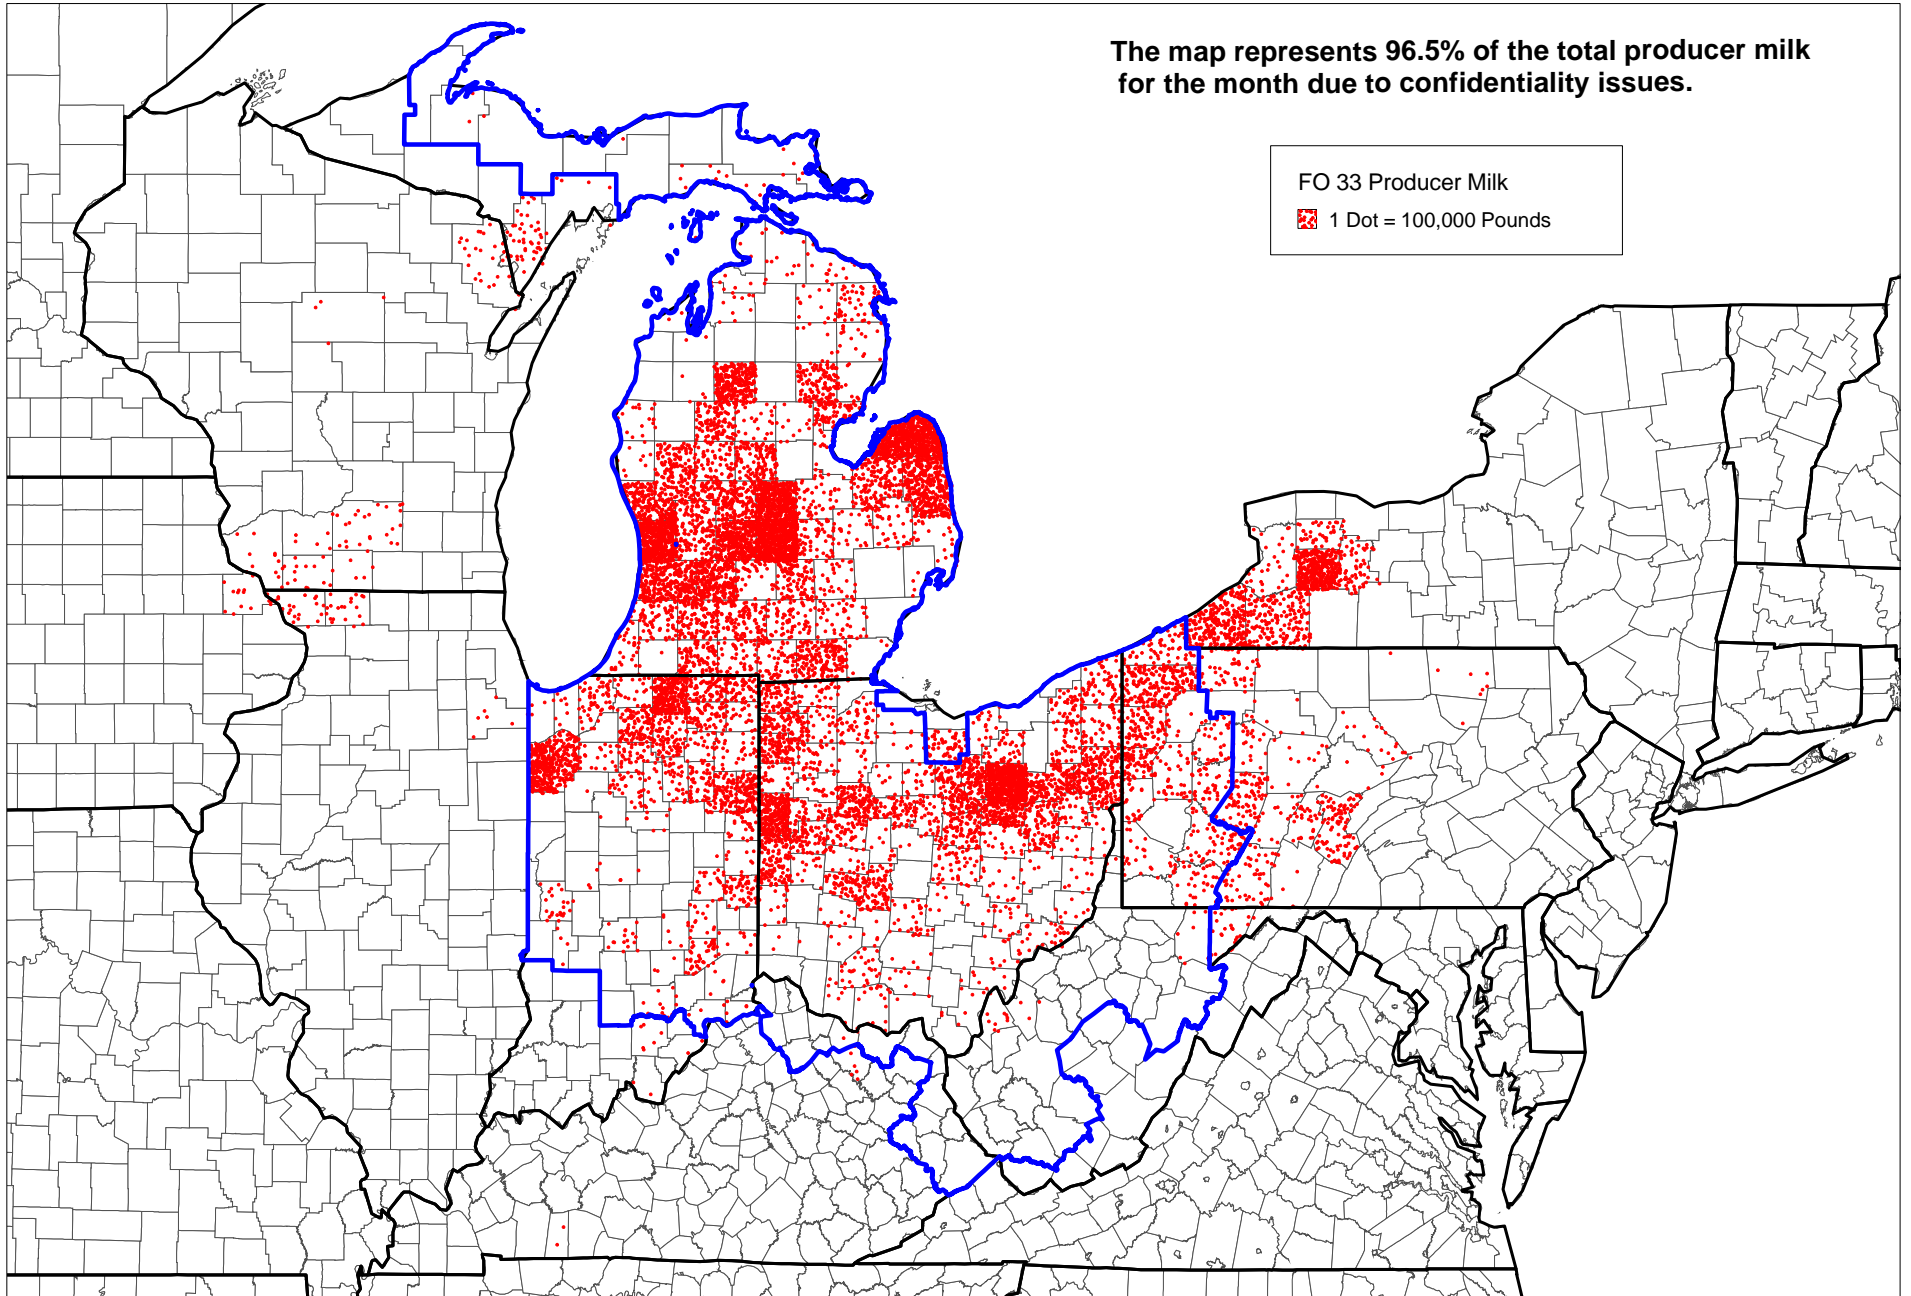 The map represents 96.5% of the total producer milk
for the month due to confidentiality issues.
FO 33 Producer Milk
1 Dot = 100,000 Pounds